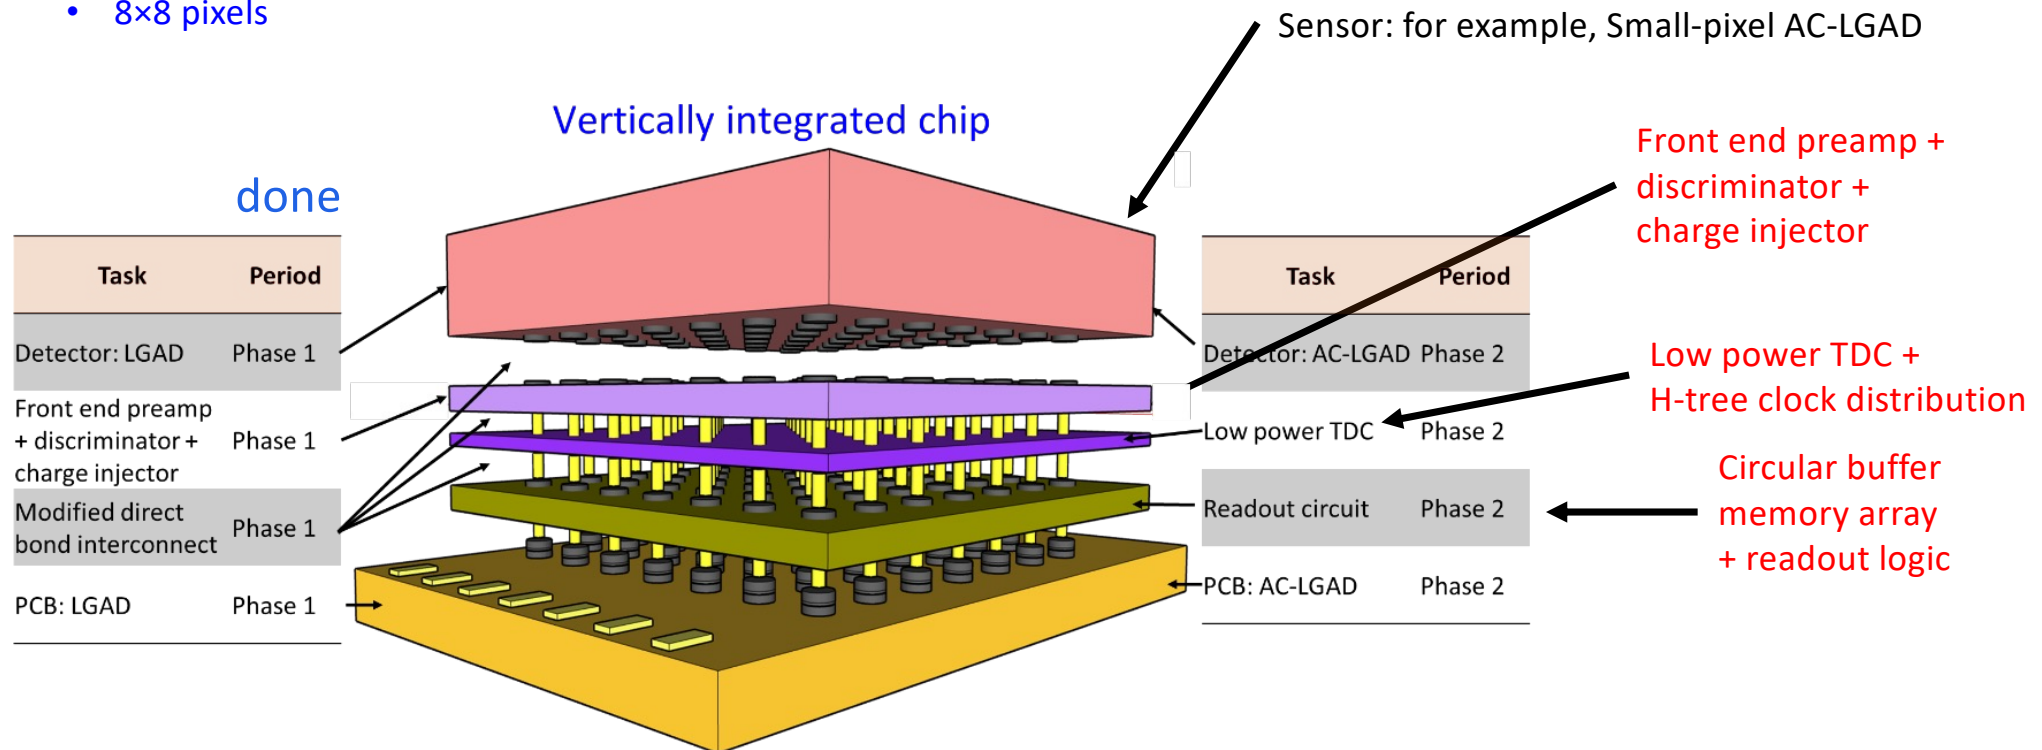 • 8×8 pixels
Sensor: for example, Small-pixel AC-LGAD
Vertically integrated chip
done
Task Period
Detector: LGAD Phase 1
Front end preamp
+ discriminator +
charge injector
Phase 1
Modified direct
bond interconnect
Phase 1
PCB: LGAD Phase 1
Task Period
Detector: AC-LGAD Phase 2
Low power TDC Phase 2
Readout circuit Phase 2
PCB: AC-LGAD Phase 2
Front end preamp +
discriminator +
charge injector
Low power TDC +
H-tree clock distribution
Circular buffer
memory array
+ readout logic